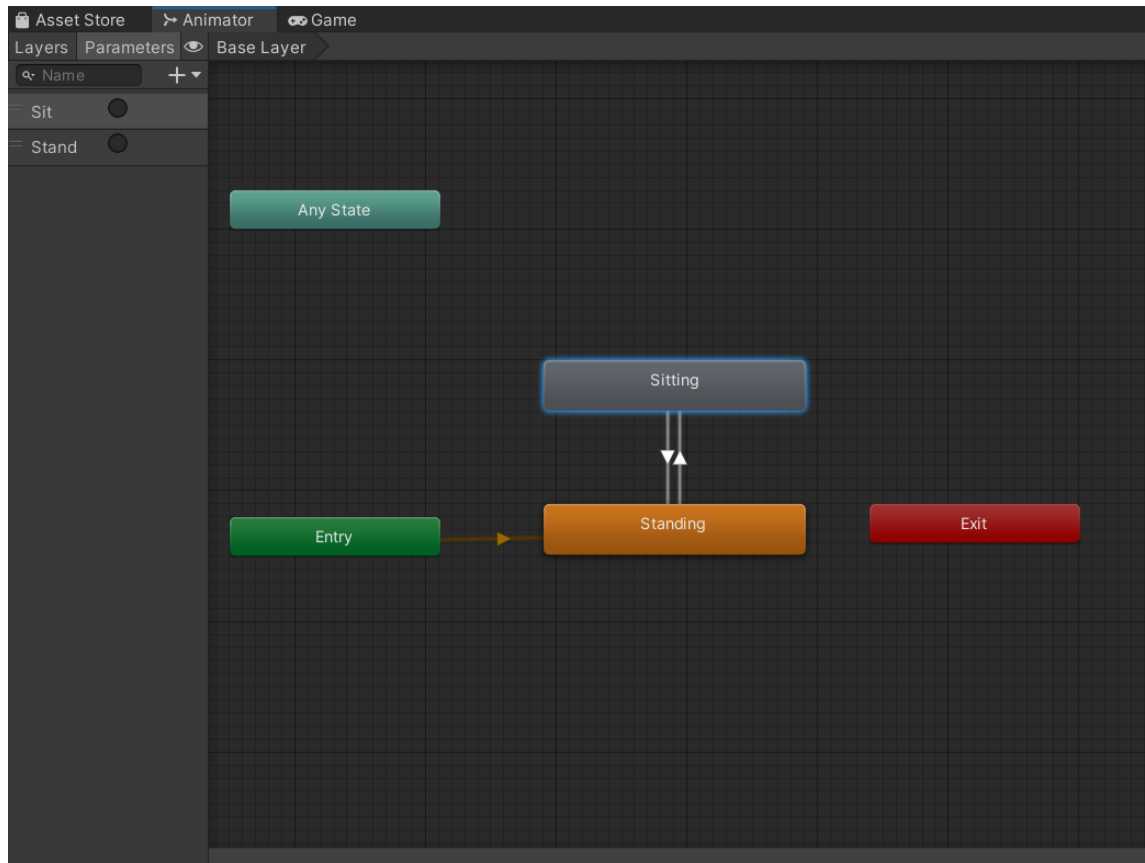 Asset Store Animator Game
Layers Parameters Base Layer
Name
Sit
Stand
Any State
Sitting
Standing
Entry
Exit